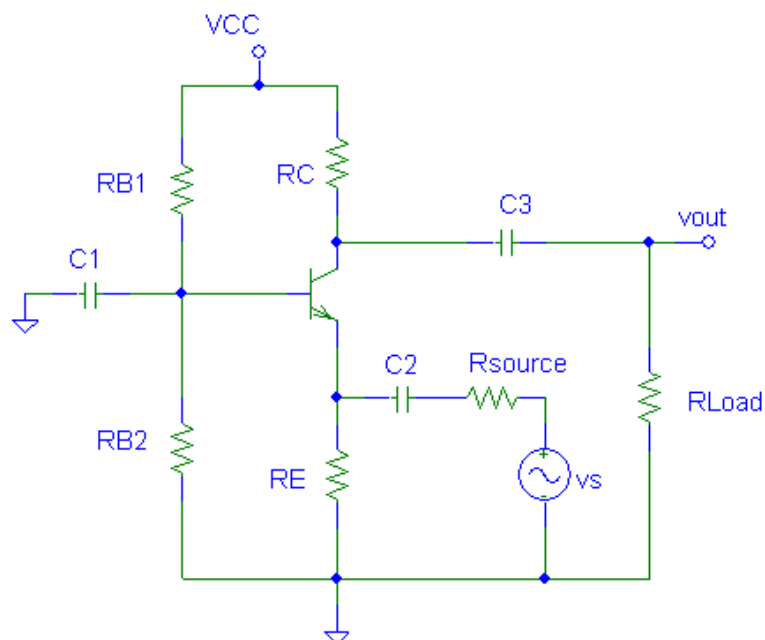 VCC
RB1
RC
C3
vout
C1
C2
Rsource
RLoad
RB2
RE
+
vs
-